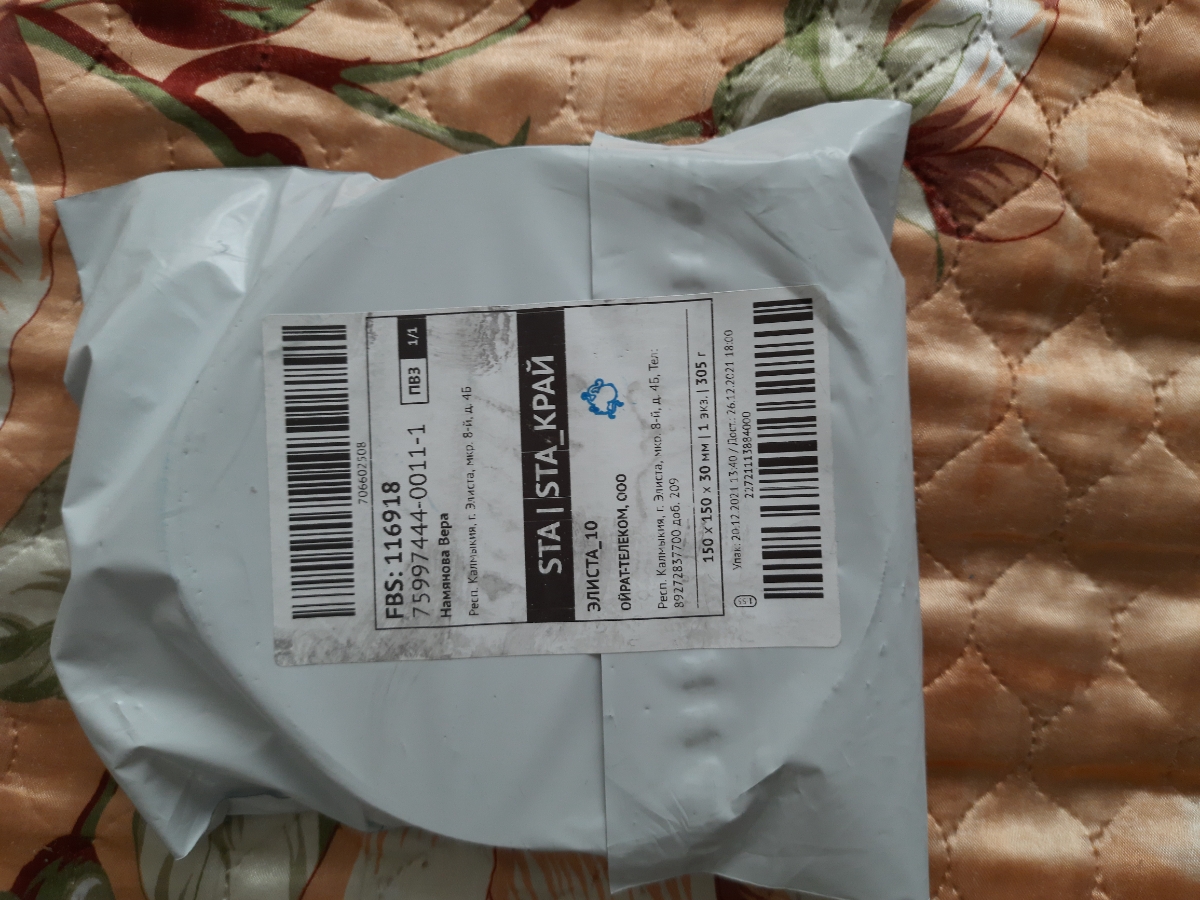 706602508
FBS: 116918
75997444-0011-1
ПВЗ 1/1
Намянова Вера
Респ. Калмыкия, г. Элиста, мкр. 8-й, д. 4Б
STA | STA_КРАЙ
ЭЛИСТА_10
ОЙРАТ-ТЕЛЕКОМ, ООО
Респ. Калмыкия, г. Элиста, мкр. 8-й, д. 4Б, Тел:
89272837700 доб. 209
150 x 150 x 30 мм | 1 экз. | 305 г
Упак: 20.12.2021 13:40 / Дост.: 26.12.2021 18:00
22721113884000